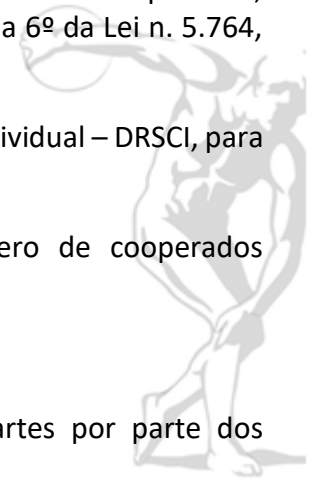 a 6º da Lei n. 5.764,
ividual – DRSCI, para
ero de cooperados
artes por parte dos